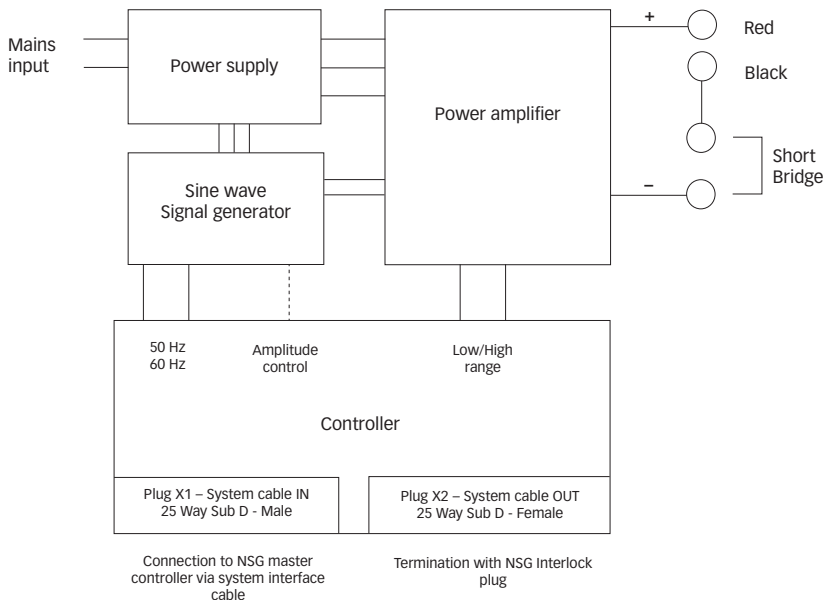 Mains
input
Power supply
Power amplifier
+
Red
Black
Sine wave
Signal generator
–
Short
Bridge
50 Hz
60 Hz
Amplitude
control
Low/High
range
Controller
Plug X1 – System cable IN
25 Way Sub D - Male
Plug X2 – System cable OUT
25 Way Sub D - Female
Connection to NSG master
controller via system interface
cable
Termination with NSG Interlock
plug